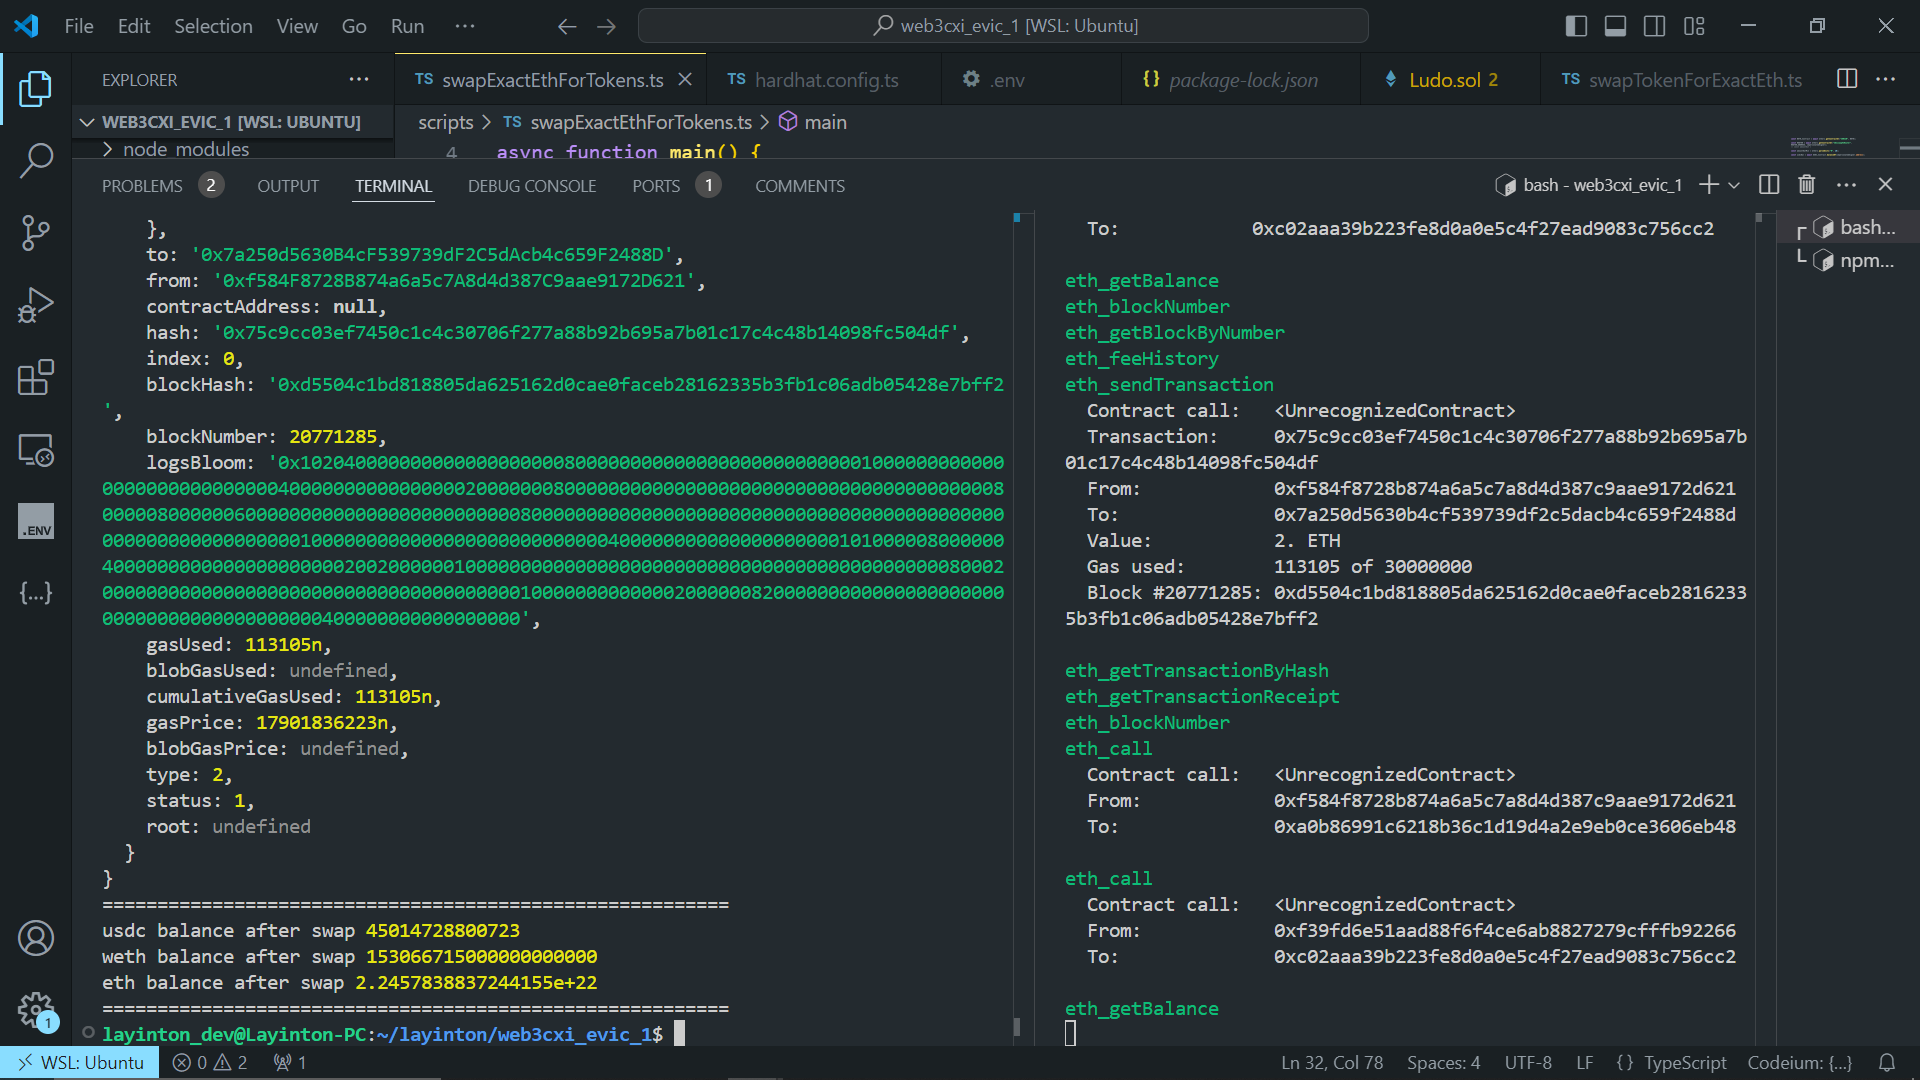 File Edit Selection View Go Run ··· web3cxi_evic_1 [WSL: Ubuntu]
EXPLORER ··· TS swapExactEthForTokens.ts TS hardhat.config.ts .env {} package-lock.json Ludo.sol 2 TS swapTokenForExactEth.ts ···
WEB3CXI_EVIC_1 [WSL: UBUNTU] scripts > TS swapExactEthForTokens.ts > main
node_modules 4 async function main() {
PROBLEMS 2 OUTPUT TERMINAL DEBUG CONSOLE PORTS 1 COMMENTS bash - web3cxi_evic_1 ···
},
to: '0x7a250d5630B4cF539739dF2C5dAcb4c659F2488D',
from: '0xf584F8728B874a6a5c7A8d4d387C9aae9172D621',
contractAddress: null,
hash: '0x75c9cc03ef7450c1c4c30706f277a88b92b695a7b01c17c4c48b14098fc504df',
index: 0,
blockHash: '0xd5504c1bd818805da625162d0cae0faceb28162335b3fb1c06adb05428e7bff2
',
blockNumber: 20771285,
logsBloom:
gasUsed: 113105n,
blobGasUsed: undefined,
cumulativeGasUsed: 113105n,
gasPrice: 17901836223n,
blobGasPrice: undefined,
type: 2,
status: 1,
root: undefined
}
}
=========================================================
usdc balance after swap 45014728800723
weth balance after swap 153066715000000000000
eth balance after swap 2.2457838837244155e+22
=========================================================
layinton_dev@Layinton-PC:~/layinton/web3cxi_evic_1$
To: 0xc02aaa39b223fe8d0a0e5c4f27ead9083c756cc2
eth_getBalance
eth_blockNumber
eth_getBlockByNumber
eth_feeHistory
eth_sendTransaction
Contract call: <UnrecognizedContract>
Transaction: 0x75c9cc03ef7450c1c4c30706f277a88b92b695a7b
01c17c4c48b14098fc504df
From: 0xf584f8728b874a6a5c7a8d4d387c9aae9172d621
To: 0x7a250d5630b4cf539739df2c5dacb4c659f2488d
Value: 2. ETH
Gas used: 113105 of 30000000
Block #20771285: 0xd5504c1bd818805da625162d0cae0faceb2816233
5b3fb1c06adb05428e7bff2
eth_getTransactionByHash
eth_getTransactionReceipt
eth_blockNumber
eth_call
Contract call: <UnrecognizedContract>
From: 0xf584f8728b874a6a5c7a8d4d387c9aae9172d621
To: 0xa0b86991c6218b36c1d19d4a2e9eb0ce3606eb48
eth_call
Contract call: <UnrecognizedContract>
From: 0xf39fd6e51aad88f6f4ce6ab8827279cfffb92266
To: 0xc02aaa39b223fe8d0a0e5c4f27ead9083c756cc2
eth_getBalance
bash...
npm...
.ENV
{...}
1
WSL: Ubuntu 0 2 1 Ln 32, Col 78 Spaces: 4 UTF-8 LF {} TypeScript Codeium: {...}